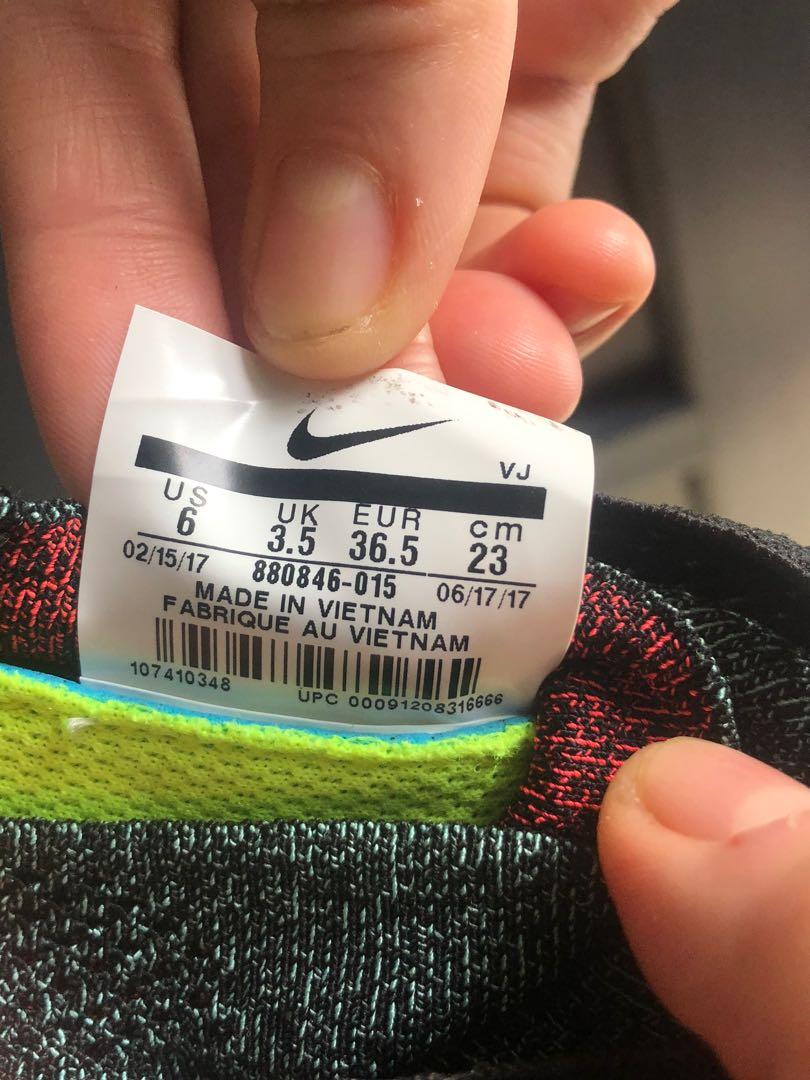 VJ
US UK EUR cm
6 3.5 36.5 23
02/15/17 880846-015 06/17/17
MADE IN VIETNAM
FABRIQUE AU VIETNAM
107410348 UPC 00091208316666